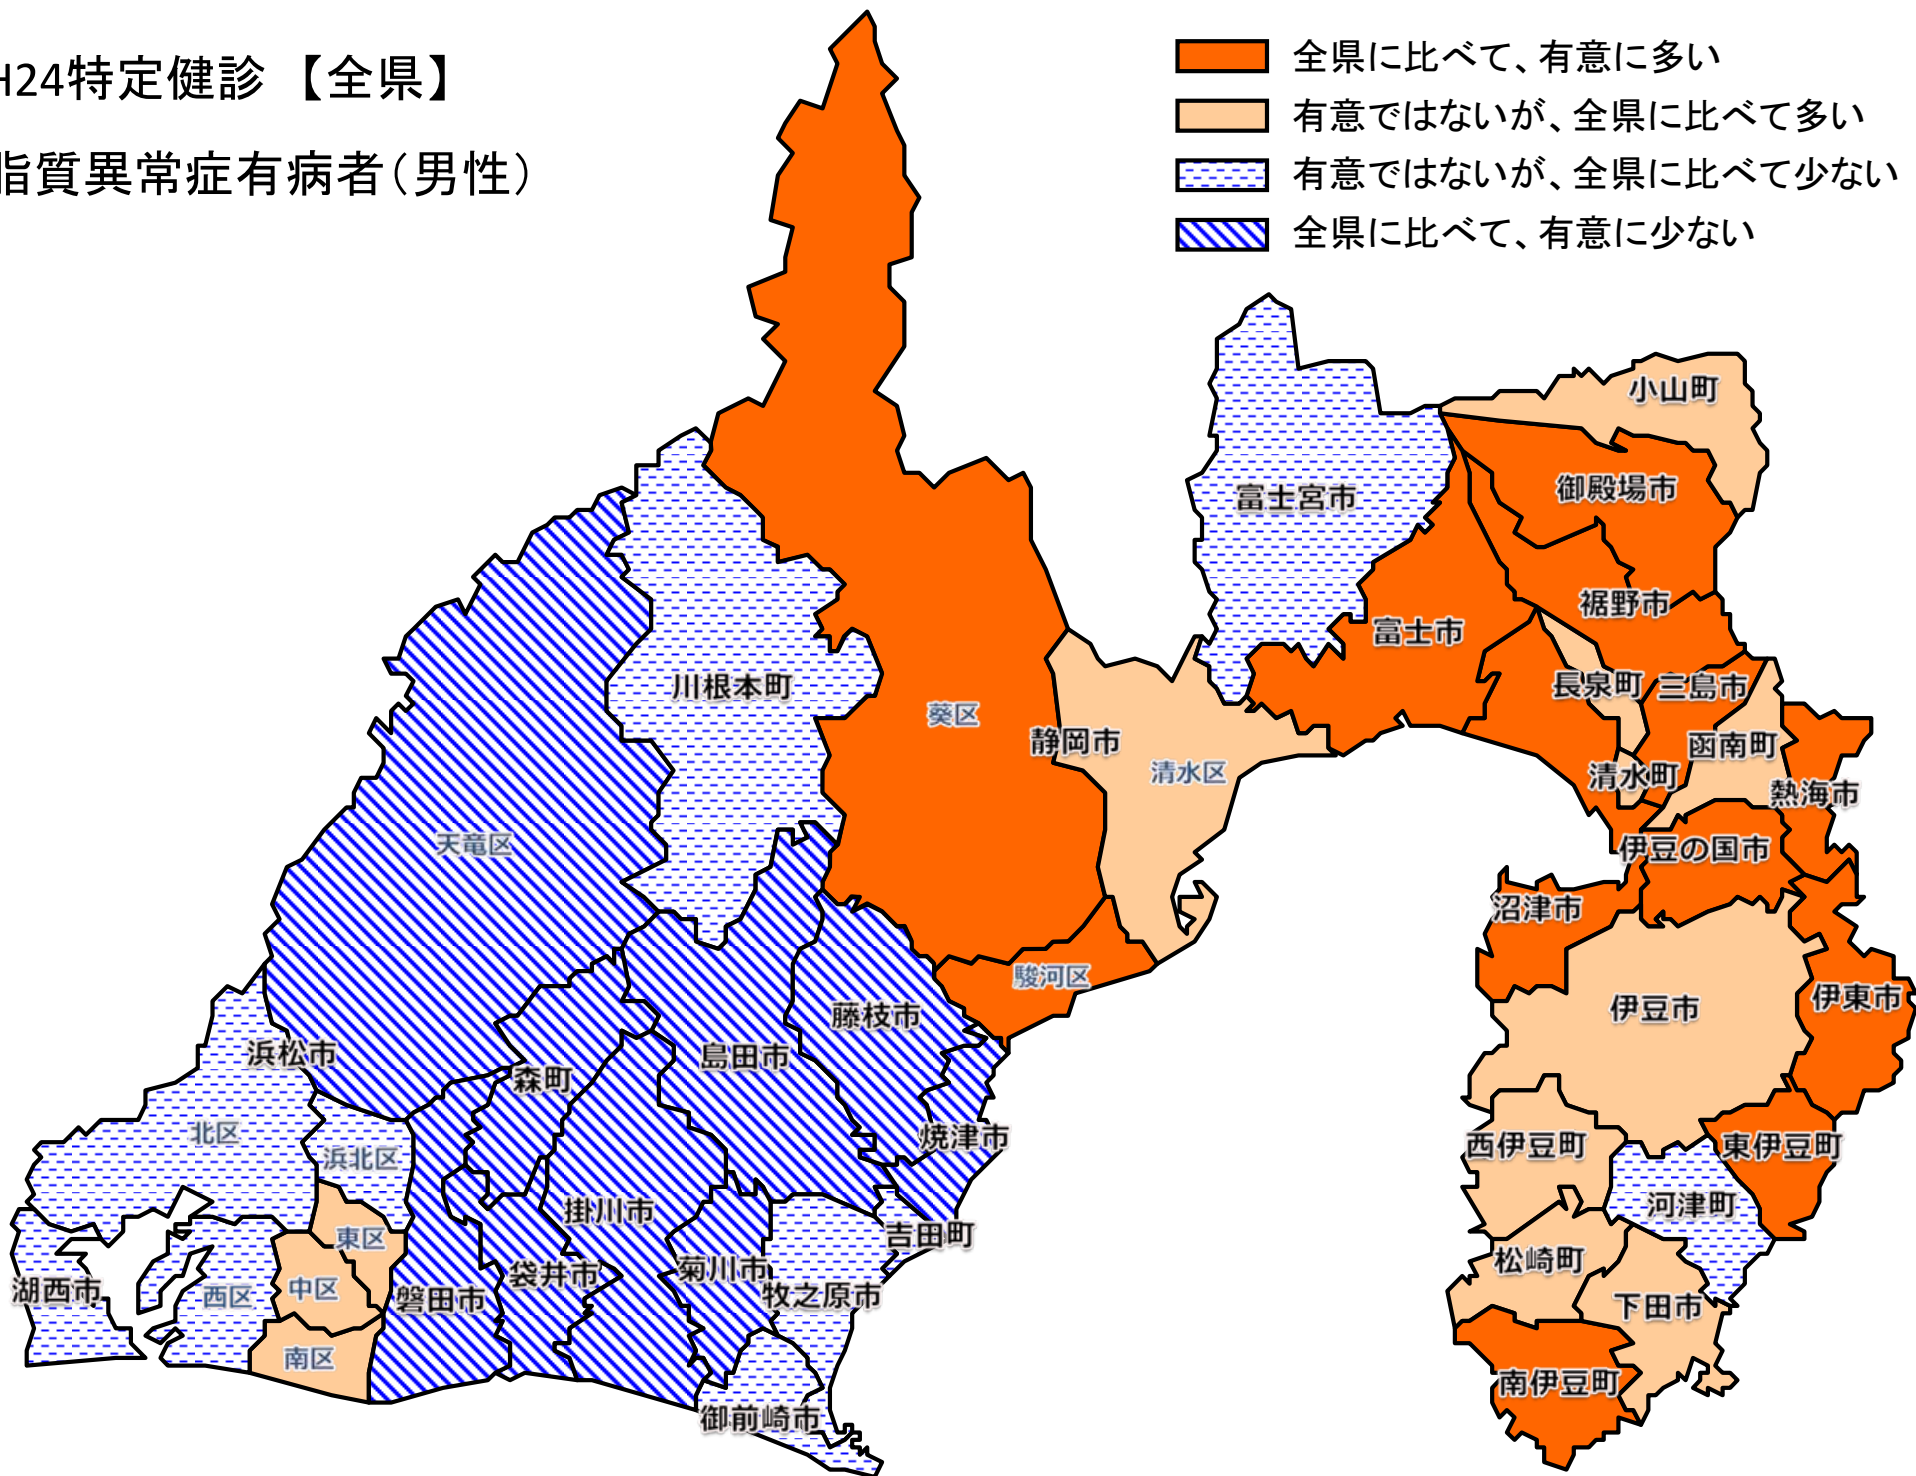 H24特定健診 【全県】
脂質異常症有病者（男性）
全県に比べて、有意に多い
有意ではないが、全県に比べて多い
有意ではないが、全県に比べて少ない
全県に比べて、有意に少ない
小山町
御殿場市
富士宮市
裾野市
富士市
長泉町
三島市
川根本町
葵区
静岡市
函南町
清水区
清水町
熱海市
天竜区
伊豆の国市
沼津市
駿河区
伊東市
伊豆市
藤枝市
浜松市
島田市
森町
北区
焼津市
西伊豆町
東伊豆町
浜北区
河津町
掛川市
東区
吉田町
松崎町
菊川市
袋井市
湖西市
中区
西区
磐田市
牧之原市
下田市
南区
南伊豆町
御前崎市